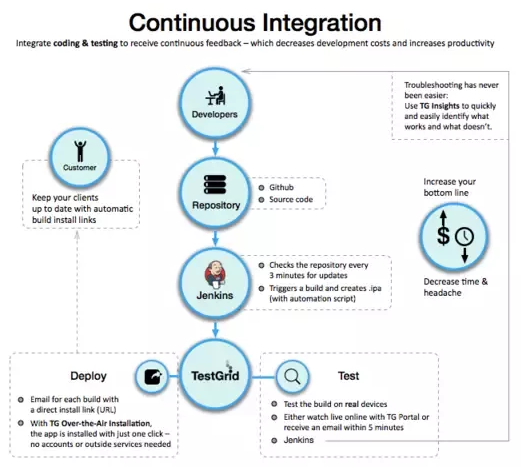 Continuous Integration
Integrate coding & testing to receive continuous feedback – which decreases development costs and increases productivity
Developers
Troubleshooting has never
been easier:
Use TG Insights to quickly
and easily identify what
works and what doesn't.
Customer
Keep your clients
up to date with automatic
build install links
Repository
Github
Source code
Increase your
bottom line
$
Decrease time &
headache
Jenkins
Checks the repository every
3 minutes for updates
Triggers a build and creates .ipa
(with automation script)
Deploy
Email for each build with
a direct install link (URL)
With TG Over-the-Air Installation,
the app is installed with just one click –
no accounts or outside services needed
TestGrid
Test
Test the build on real devices
Either watch live online with TG Portal or
receive an email within 5 minutes
Jenkins